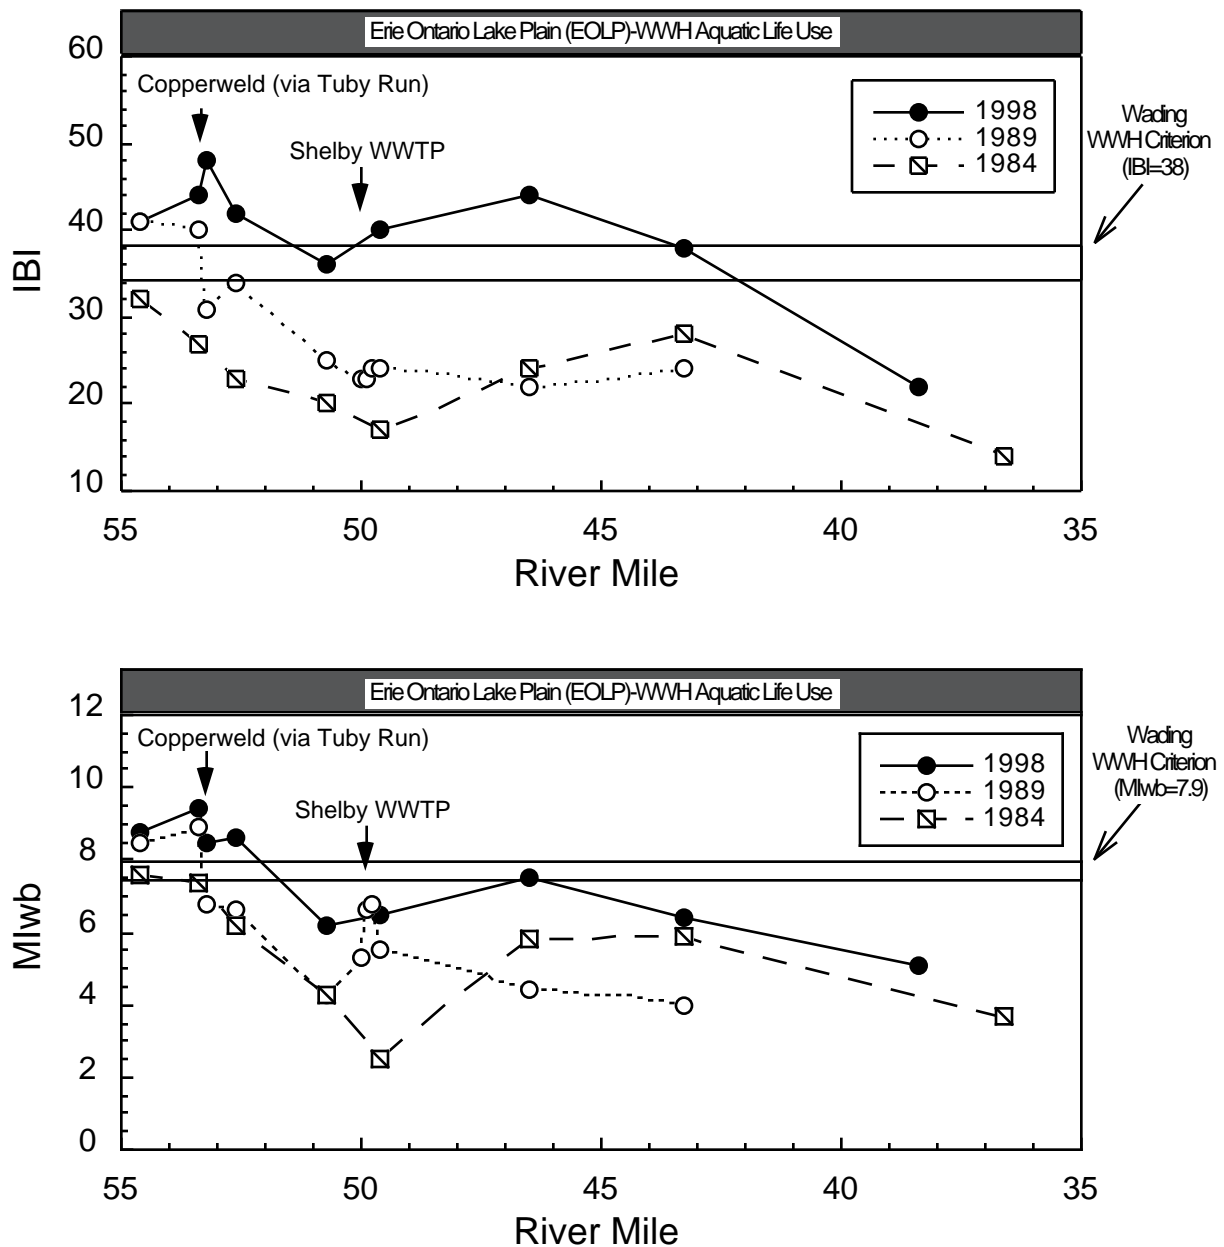 Erie Ontario Lake Plain (EOLP)-WWH Aquatic Life Use
60
50
40
30
20
10
IBI
Copperweld (via Tuby Run)
Shelby WWTP
1998
1989
1984
Wading
WWH Criterion
(IBI=38)
55
50
45
40
35
River Mile
Erie Ontario Lake Plain (EOLP)-WWH Aquatic Life Use
12
10
8
6
4
2
0
MIwb
Copperweld (via Tuby Run)
Shelby WWTP
1998
1989
1984
Wading
WWH Criterion
(MIwb=7.9)
55
50
45
40
35
River Mile